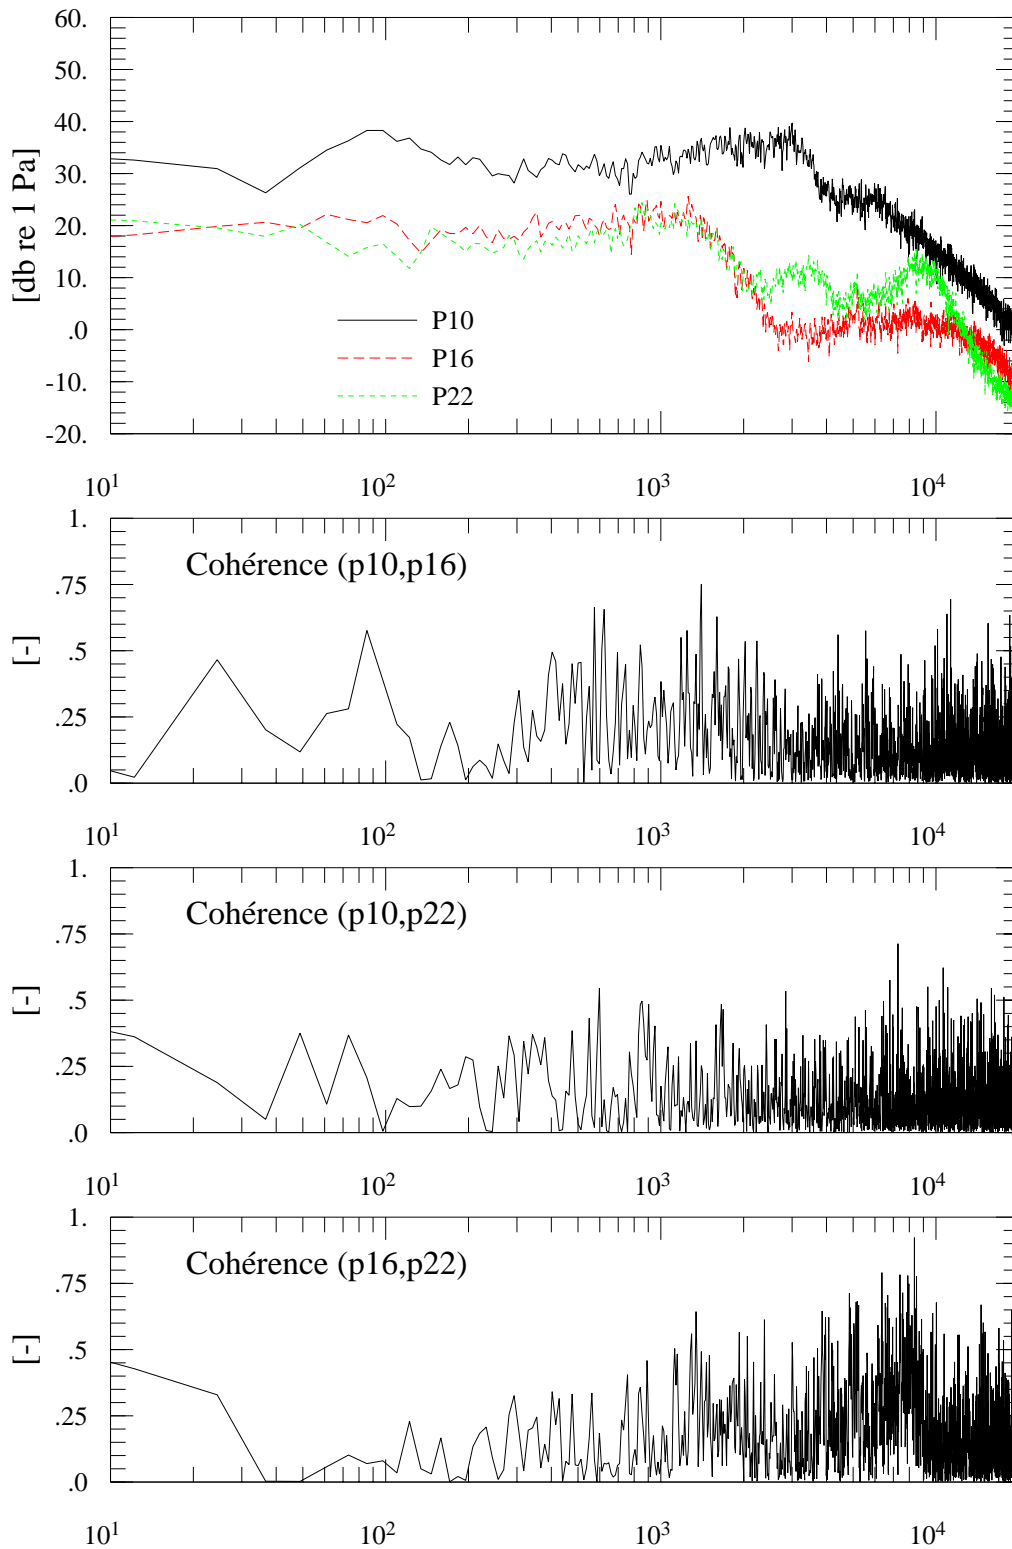 60.
50.
40.
30.
20.
10.
.0
-10.
-20.
[db re 1 Pa]
P10
P16
P22
10¹ 10² 10³ 10⁴
1.
.75
.5
.25
.0
[-]
Cohérence (p10,p16)
10¹ 10² 10³ 10⁴
1.
.75
.5
.25
.0
[-]
Cohérence (p10,p22)
10¹ 10² 10³ 10⁴
1.
.75
.5
.25
.0
[-]
Cohérence (p16,p22)
10¹ 10² 10³ 10⁴